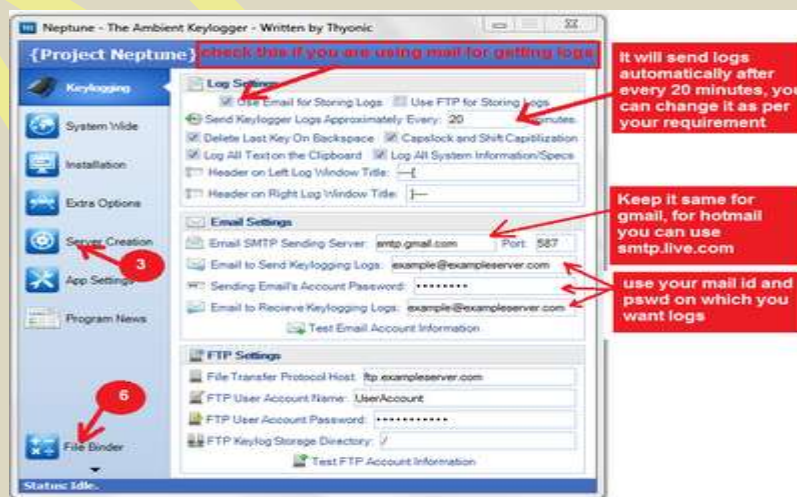 Neptune - The Ambient Keylogger - Written by Thyonic
{Project Neptune}
check this if you are using mail for getting logs
Keylogging
System Wide
Installation
Extra Options
Server Creation
3
App Settings
Program News
6
File Binder
Status: Idle.
Log Settings
Use Email for Storing Logs Use FTP for Storing Logs
Send Keylogger Logs Approximately Every: 20 minutes.
Delete Last Key On Backspace Capslock and Shift Capitilization
Log All Text on the Clipboard Log All System Information/Specs
Header on Left Log Window Title: ---[
Header on Right Log Window Title: ]---
Email Settings
Email SMTP Sending Server: smtp.gmail.com Port: 587
Email to Send Keylogging Logs: example@exampleserver.com
Sending Email's Account Password:
Email to Recieve Keylogging Logs: example@exampleserver.com
Test Email Account Information
FTP Settings
File Transfer Protocol Host: ftp.exampleserver.com
FTP User Account Name: UserAccount
FTP User Account Password:
FTP Keylog Storage Directory: /
Test FTP Account Information
It will send logs
automatically after
every 20 minutes, you
can change it as per
your requirement
Keep it same for
gmail, for hotmail
you can use
smtp.live.com
use your mail id and
pswd on which you
want logs